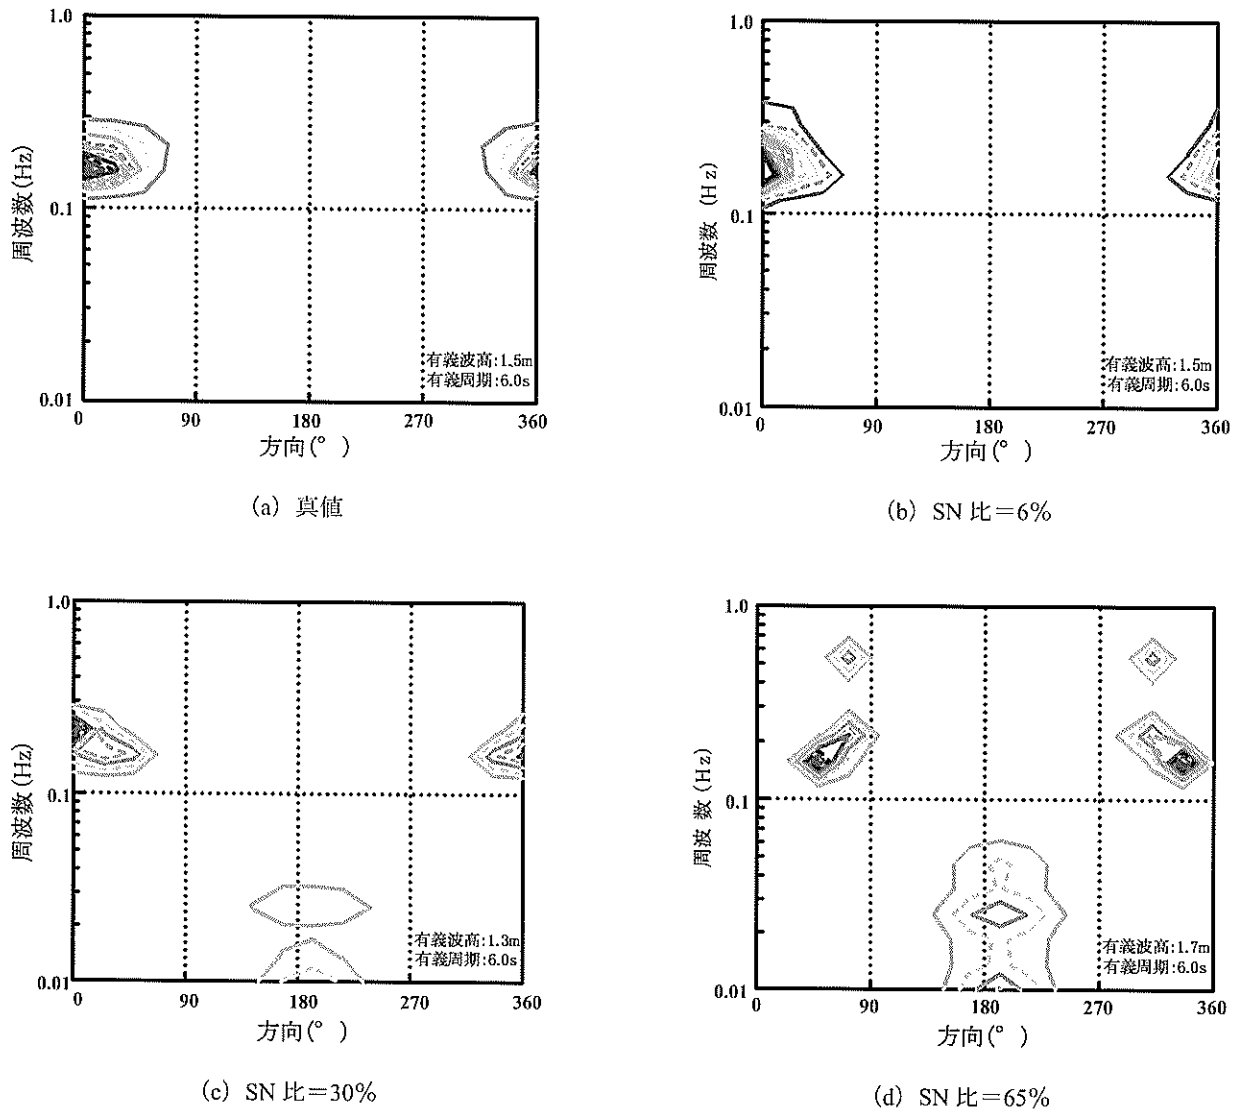 1.0
0.1
0.01
周波数(Hz)
有義波高:1.5m
有義周期:6.0s
0 90 180 270 360
方向(° )
(a) 真値
1.0
0.1
0.01
周波数 (Hz)
有義波高:1.5m
有義周期:6.0s
0 90 180 270 360
方向(° )
(b) SN 比＝6%
1.0
0.1
0.01
周波数(Hz)
有義波高:1.3m
有義周期:6.0s
0 90 180 270 360
方向(° )
(c) SN 比＝30%
1.0
0.1
0.01
周波 数 (Hz)
有義波高:1.7m
有義周期:6.0s
0 90 180 270 360
方向(° )
(d) SN 比＝65%